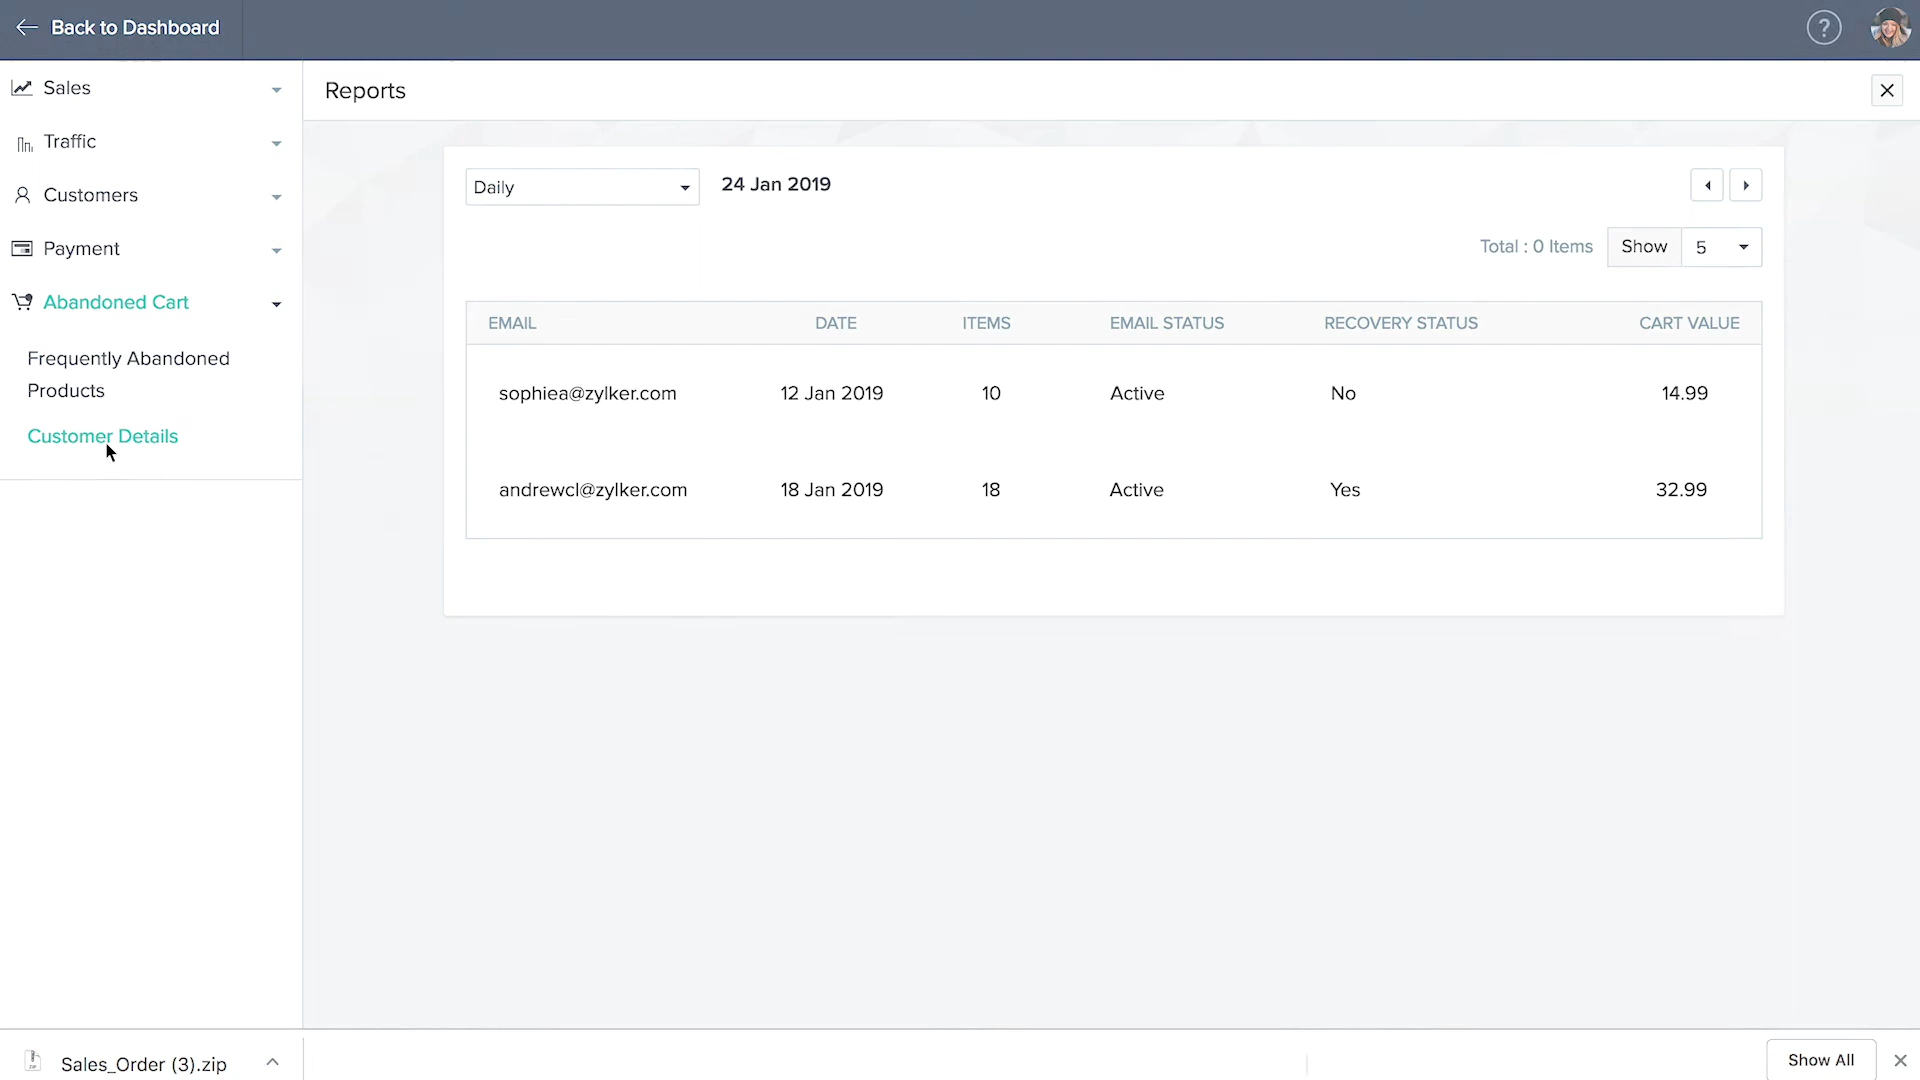 Back to Dashboard
?
Sales
Traffic
Customers
Payment
Abandoned Cart
Frequently Abandoned
Products
Customer Details
Reports
Daily
24 Jan 2019
Total : 0 Items
Show
5
EMAIL DATE ITEMS EMAIL STATUS RECOVERY STATUS CART VALUE
sophiea@zylker.com 12 Jan 2019 10 Active No 14.99
andrewcl@zylker.com 18 Jan 2019 18 Active Yes 32.99
Sales_Order (3).zip
Show All